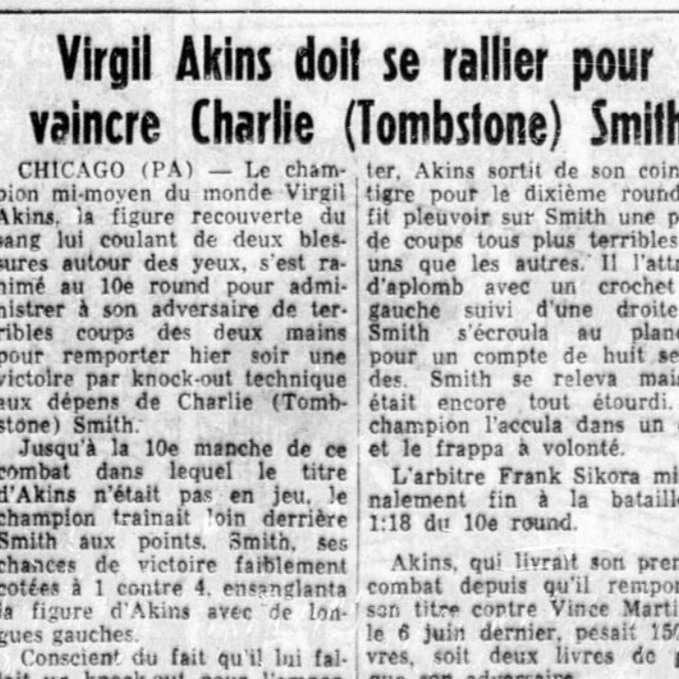 Virgil Akins doit se rallier pour
vaincre Charlie (Tombstone) Smith
CHICAGO (PA) — Le cham-
pion mi-moyen du monde Virgil
Akins, la figure recouverte du
sang lui coulant de deux bles-
sures autour des yeux, s'est ra-
nimé au 10e round pour admi-
nistrer à son adversaire de ter-
ribles coups des deux mains
pour remporter hier soir une
victoire par knock-out technique
aux dépens de Charlie (Tomb-
stone) Smith.
Jusqu'à la 10e manche de ce
combat dans lequel le titre
d'Akins n'était pas en jeu, le
champion trainait loin derrière
Smith aux points. Smith, ses
chances de victoire faiblement
cotées à 1 contre 4, ensanglanta
la figure d'Akins avec de lon-
gues gauches.
Conscient du fait qu'il lui fal-
ter, Akins sortit de son coin
tigre pour le dixième round
fit pleuvoir sur Smith une p
de coups tous plus terribles
uns que les autres. Il l'attr
d'aplomb avec un crochet
gauche suivi d'une droite
Smith s'écroula au planc
pour un compte de huit se
des. Smith se releva mais
était encore tout étourdi.
champion l'accula dans un
et le frappa à volonté.
L'arbitre Frank Sikora mi
nalement fin à la bataille
1:18 du 10e round.
Akins, qui livrait son pren
combat depuis qu'il rempor
son titre contre Vince Marti
le 6 juin dernier, pesait 150
vres, soit deux livres de p